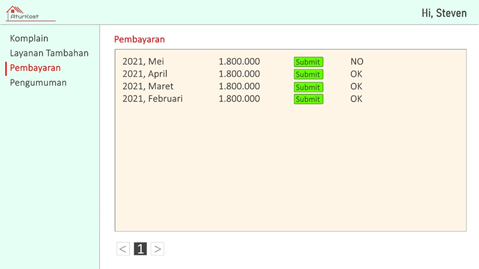 AturKost
Hi, Steven
Komplain
Layanan Tambahan
Pembayaran
Pengumuman
Pembayaran
2021, Mei 1.800.000 Submit NO
2021, April 1.800.000 Submit OK
2021, Maret 1.800.000 Submit OK
2021, Februari 1.800.000 Submit OK
< 1 >